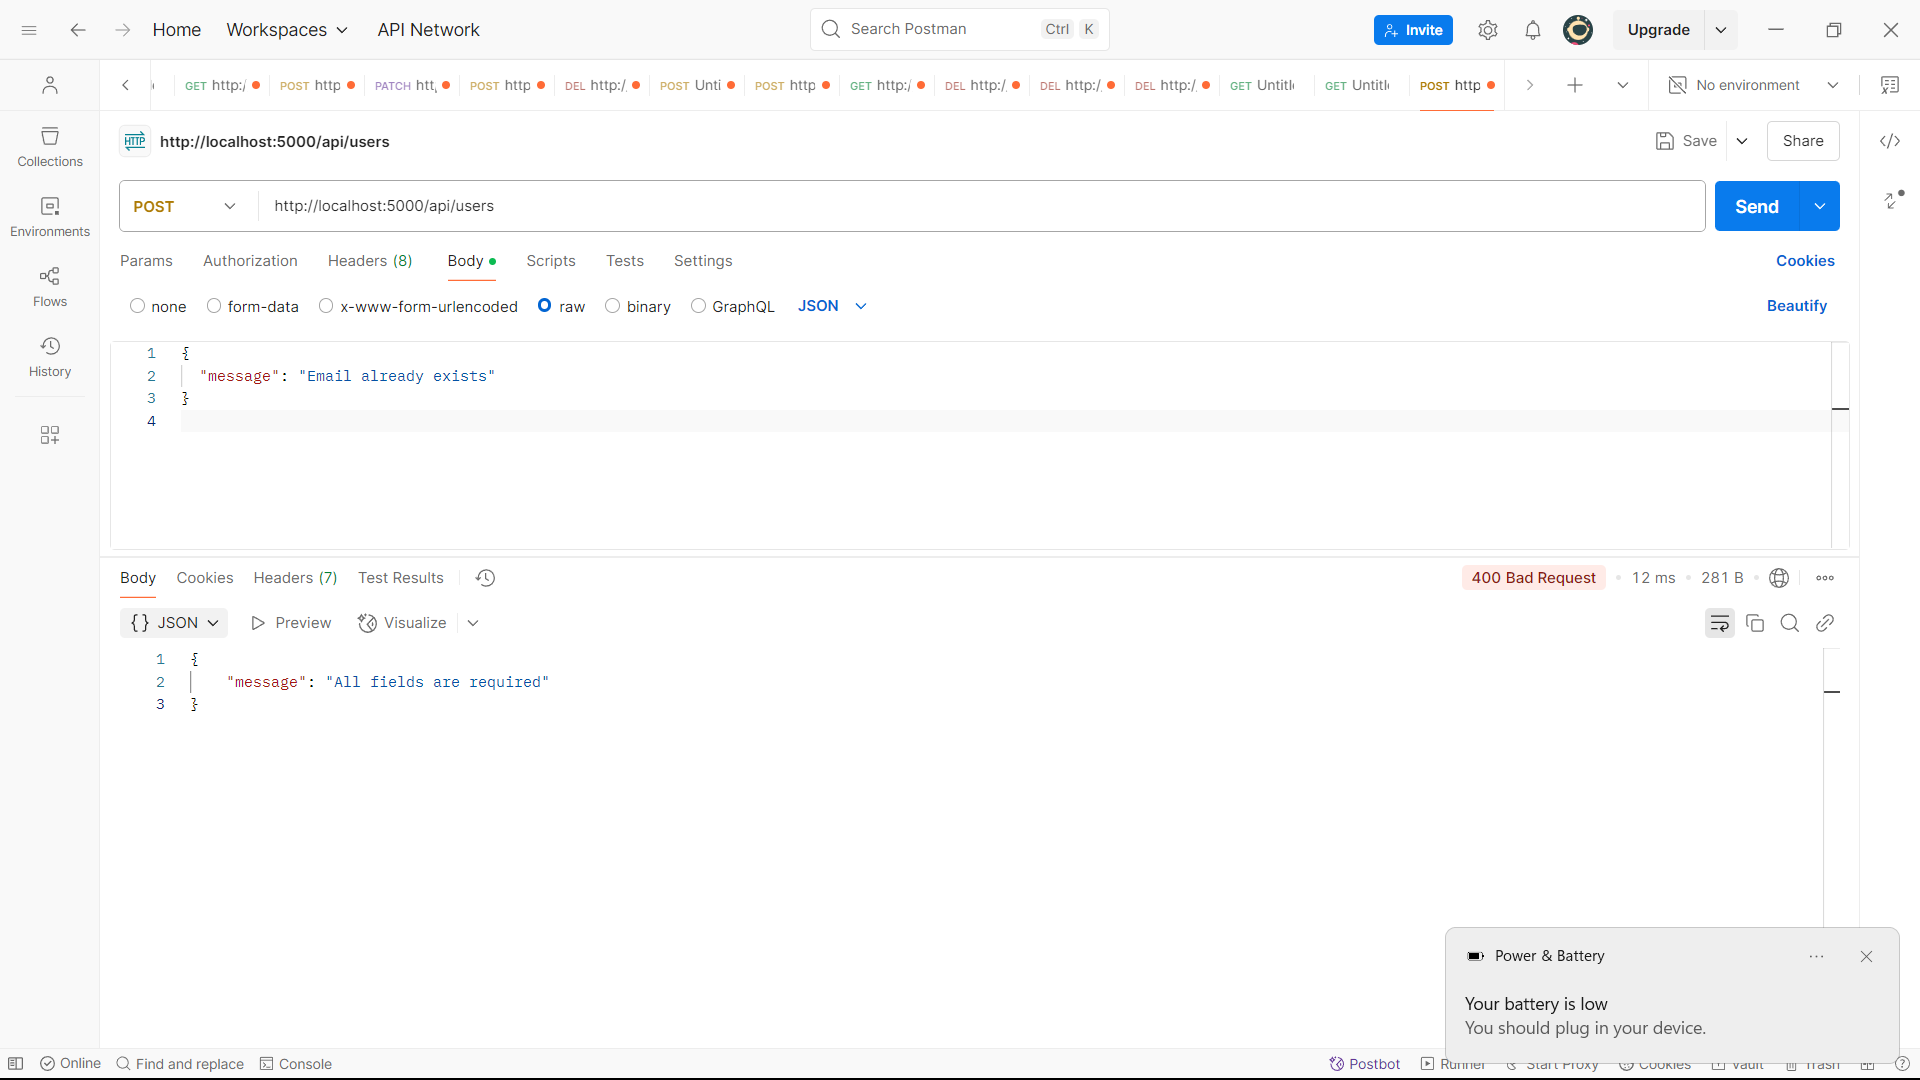 Home Workspaces API Network Search Postman Ctrl K Invite Upgrade
GET http:/ POST http PATCH htt POST http DEL http:/ POST Unti POST http GET http:/ DEL http:/ DEL http:/ DEL http:/ GET Untitl GET Untitl POST http No environment
HTTP http://localhost:5000/api/users Save Share
Collections
Environments
Flows
History
POST http://localhost:5000/api/users Send
Params Authorization Headers (8) Body Scripts Tests Settings Cookies
none form-data x-www-form-urlencoded raw binary GraphQL JSON Beautify
1 {
2 "message": "Email already exists"
3 }
4
Body Cookies Headers (7) Test Results 400 Bad Request 12 ms 281 B
{} JSON Preview Visualize
1 {
2 "message": "All fields are required"
3 }
Power & Battery
Your battery is low
You should plug in your device.
Online Find and replace Console Postbot Runner Start Proxy Cookies Vault Trash